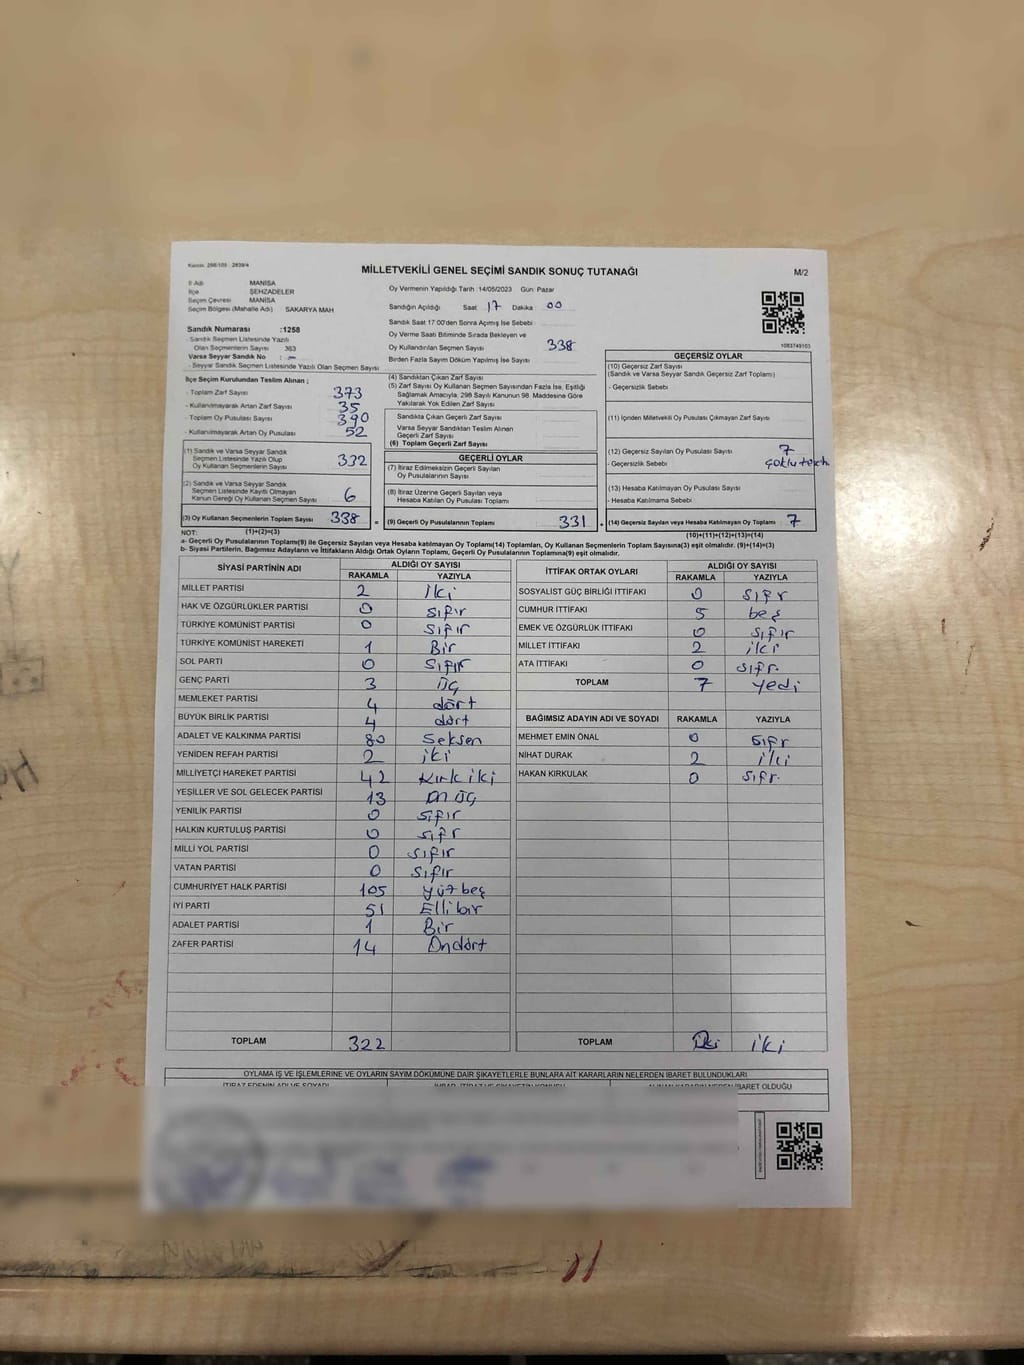 Kanun: 298/105 - 2839/4
MİLLETVEKİLİ GENEL SEÇİMİ SANDIK SONUÇ TUTANAĞI
M/2
İl Adı MANİSA
İlçe ŞEHZADELER
Seçim Çevresi MANİSA
Seçim Bölgesi (Mahalle Adı) SAKARYA MAH
Sandık Numarası :1258
- Sandık Seçmen Listesinde Yazılı
Olan Seçmenlerin Sayısı 363
Varsa Seyyar Sandık No : -
- Seyyar Sandık Seçmen Listesinde Yazılı Olan Seçmen Sayısı
İlçe Seçim Kurulundan Teslim Alınan ;
- Toplam Zarf Sayısı 373
- Kullanılmayarak Artan Zarf Sayısı 35
- Toplam Oy Pusulası Sayısı 390
- Kullanılmayarak Artan Oy Pusulası 52
(1) Sandık ve Varsa Seyyar Sandık
Seçmen Listesinde Yazılı Olup
Oy Kullanan Seçmenlerin Sayısı 332
(2) Sandık ve Varsa Seyyar Sandık
Seçmen Listesinde Kayıtlı Olmayan
Kanun Gereği Oy Kullanan Seçmen Sayısı 6
(3) Oy Kullanan Seçmenlerin Toplam Sayısı 338
(1)+(2)=(3)
Oy Vermenin Yapıldığı Tarih :14/05/2023 Gün: Pazar
Sandığın Açıldığı Saat 17 Dakika 00
Sandık Saat 17.00'den Sonra Açımış İse Sebebi
Oy Verme Saati Bitiminde Sırada Bekleyen ve
Oy Kullandırılan Seçmen Sayısı 338
Birden Fazla Sayım Döküm Yapılmış İse Sayısı
(4) Sandıktan Çıkan Zarf Sayısı
(5) Zarf Sayısı Oy Kullanan Seçmen Sayısından Fazla İse, Eşitliği
Sağlamak Amacıyla; 298 Sayılı Kanunun 98. Maddesine Göre
Yakılarak Yok Edilen Zarf Sayısı
Sandıkta Çıkan Geçerli Zarf Sayısı
Varsa Seyyar Sandıktan Teslim Alınan
Geçerli Zarf Sayısı
(6) Toplam Geçerli Zarf Sayısı
GEÇERLİ OYLAR
(7) İtiraz Edilmeksizin Geçerli Sayılan
Oy Pusulalarının Sayısı
(8) İtiraz Üzerine Geçerli Sayılan veya
Hesaba Katılan Oy Pusulası Toplamı
= (9) Geçerli Oy Pusulalarının Toplamı 331
1083749103
GEÇERSİZ OYLAR
(10) Geçersiz Zarf Sayısı
(Sandık ve Varsa Seyyar Sandık Geçersiz Zarf Toplamı)
- Geçersizlik Sebebi
(11) İçinden Milletvekili Oy Pusulası Çıkmayan Zarf Sayısı
(12) Geçersiz Sayılan Oy Pusulası Sayısı 7
-Geçersizlik Sebebi çoklu tercih
(13) Hesaba Katılmayan Oy Pusulası Sayısı
- Hesaba Katılmama Sebebi
+ (14) Geçersiz Sayılan veya Hesaba Katılmayan Oy Toplamı 7
(10)+(11)+(12)+(13)=(14)
NOT:
a- Geçerli Oy Pusulalarının Toplamı(9) ile Geçersiz Sayılan veya Hesaba katılmayan Oy Toplamı(14) Toplamları, Oy Kullanan Seçmenlerin Toplam Sayısına(3) eşit olmalıdır. (9)+(14)=(3)
b- Siyasi Partilerin, Bağımsız Adayların ve İttifakların Aldığı Ortak Oyların Toplamı, Geçerli Oy Pusulalarının Toplamına(9) eşit olmalıdır.
SİYASİ PARTİNİN ADI
ALDIĞI OY SAYISI
RAKAMLA YAZIYLA
MİLLET PARTİSİ 2 iki
HAK VE ÖZGÜRLÜKLER PARTİSİ 0 sıfır
TÜRKİYE KOMÜNİST PARTİSİ 0 sıfır
TÜRKİYE KOMÜNİST HAREKETİ 1 Bir
SOL PARTİ 0 sıfır
GENÇ PARTİ 3 üç
MEMLEKET PARTİSİ 4 dört
BÜYÜK BİRLİK PARTİSİ 4 dört
ADALET VE KALKINMA PARTİSİ 80 Seksen
YENİDEN REFAH PARTİSİ 2 iki
MİLLİYETÇİ HAREKET PARTİSİ 42 Kırk iki
YEŞİLLER VE SOL GELECEK PARTİSİ 13 on üç
YENİLİK PARTİSİ 0 sıfır
HALKIN KURTULUŞ PARTİSİ 0 sıfr
MİLLİ YOL PARTİSİ 0 sıfır
VATAN PARTİSİ 0 sıfır
CUMHURİYET HALK PARTİSİ 105 yüz beş
İYİ PARTİ 51 Elli bir
ADALET PARTİSİ 1 Bir
ZAFER PARTİSİ 14 Ondört
TOPLAM 322
İTTİFAK ORTAK OYLARI
ALDIĞI OY SAYISI
RAKAMLA YAZIYLA
SOSYALİST GÜÇ BİRLİĞİ İTTİFAKI 0 sıfr
CUMHUR İTTİFAKI 5 beş
EMEK VE ÖZGÜRLÜK İTTİFAKI 0 sıfır
MİLLET İTTİFAKI 2 iki
ATA İTTİFAKI 0 sıfr.
TOPLAM 7 yedi
BAĞIMSIZ ADAYIN ADI VE SOYADI RAKAMLA YAZIYLA
MEHMET EMİN ÖNAL 0 sıfr
NİHAT DURAK 2 iki
HAKAN KIRKULAK 0 sıfr.
TOPLAM iki iki
OYLAMA İŞ VE İŞLEMLERİNE VE OYLARIN SAYIM DÖKÜMÜNE DAİR ŞİKAYETLERLE BUNLARA AİT KARARLARIN NELERDEN İBARET BULUNDUKLARI
İTİRAZ EDENİN ADI VE SOYADI
İBARET OLDUĞU